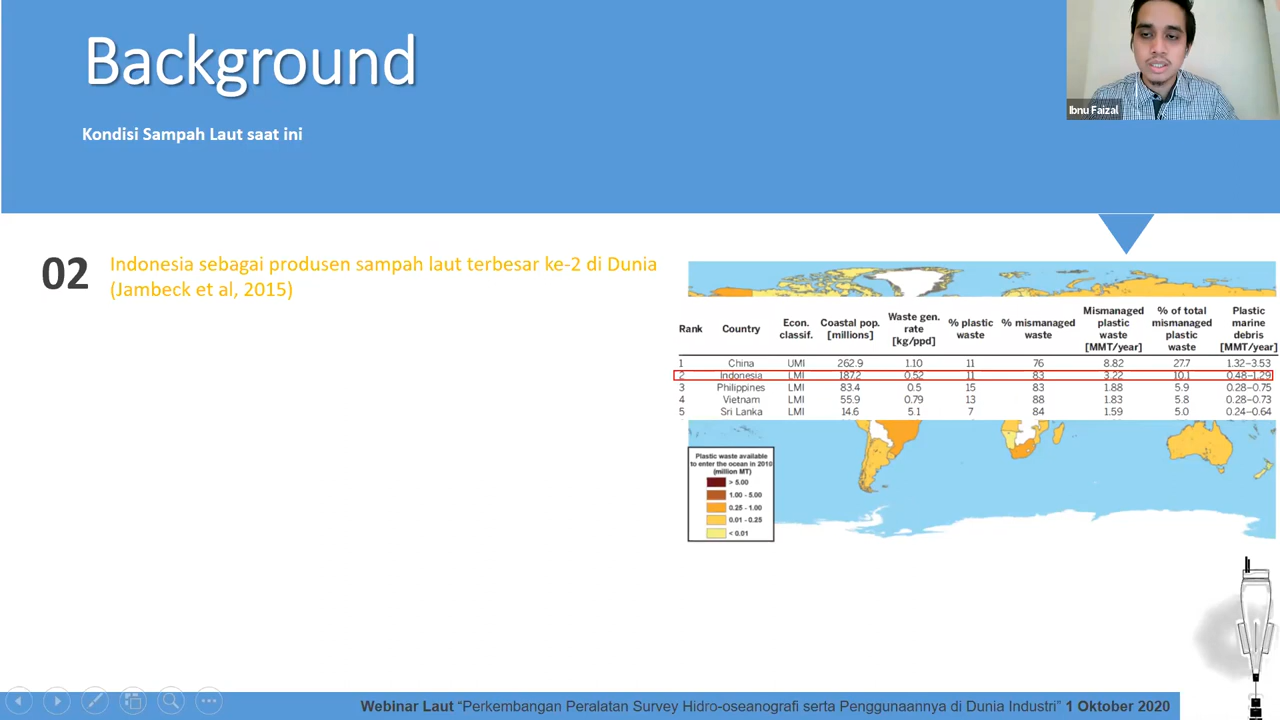 Background
Kondisi Sampah Laut saat ini
Ibnu Faizal
02
Indonesia sebagai produsen sampah laut terbesar ke-2 di Dunia
(Jambeck et al, 2015)
Rank Country Econ. classif. Coastal pop. [millions] Waste gen. rate [kg/ppd] % plastic waste % mismanaged waste Mismanaged plastic waste [MMT/year] % of total mismanaged plastic waste Plastic marine debris [MMT/year]
1 China UMI 262.9 1.10 11 76 8.82 27.7 1.32–3.53
2 Indonesia LMI 187.2 0.52 11 83 3.22 10.1 0.48–1.29
3 Philippines LMI 83.4 0.5 15 83 1.88 5.9 0.28–0.75
4 Vietnam LMI 55.9 0.79 13 88 1.83 5.8 0.28–0.73
5 Sri Lanka LMI 14.6 5.1 7 84 1.59 5.0 0.24–0.64
Plastic waste available
to enter the ocean in 2010
(million MT)
> 5.00
1.00 - 5.00
0.25 - 1.00
0.01 - 0.25
< 0.01
Webinar Laut “Perkembangan Peralatan Survey Hidro-oseanografi serta Penggunaannya di Dunia Industri” 1 Oktober 2020